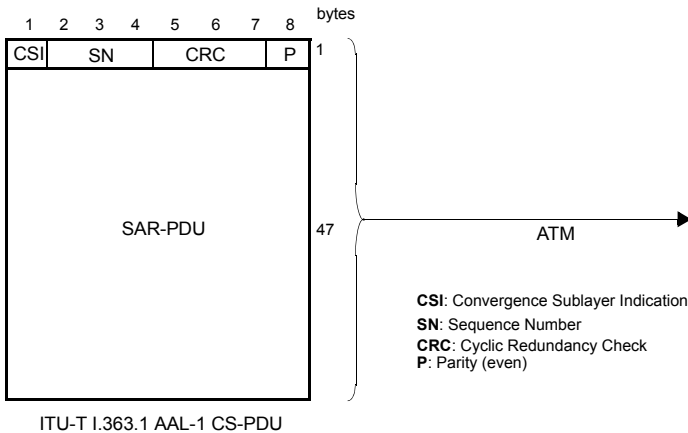 bytes
1 2 3 4 5 6 7 8
CSI SN CRC P 1
SAR-PDU 47
ATM
CSI: Convergence Sublayer Indication
SN: Sequence Number
CRC: Cyclic Redundancy Check
P: Parity (even)
ITU-T I.363.1 AAL-1 CS-PDU